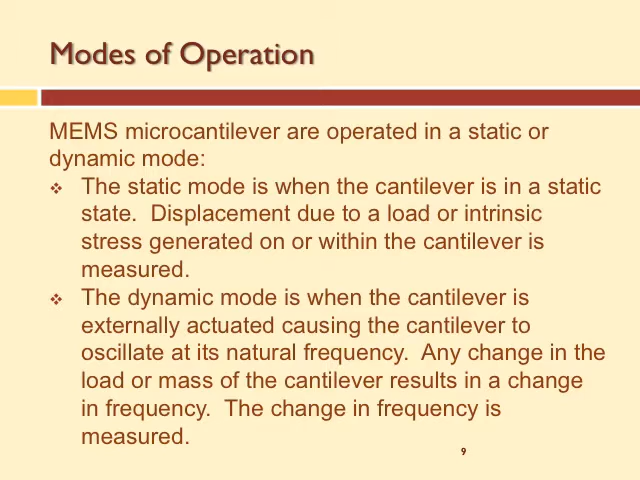 Modes of Operation
MEMS microcantilever are operated in a static or
dynamic mode:
❖ The static mode is when the cantilever is in a static
state.  Displacement due to a load or intrinsic
stress generated on or within the cantilever is
measured.
❖ The dynamic mode is when the cantilever is
externally actuated causing the cantilever to
oscillate at its natural frequency.  Any change in the
load or mass of the cantilever results in a change
in frequency.  The change in frequency is
measured.
9